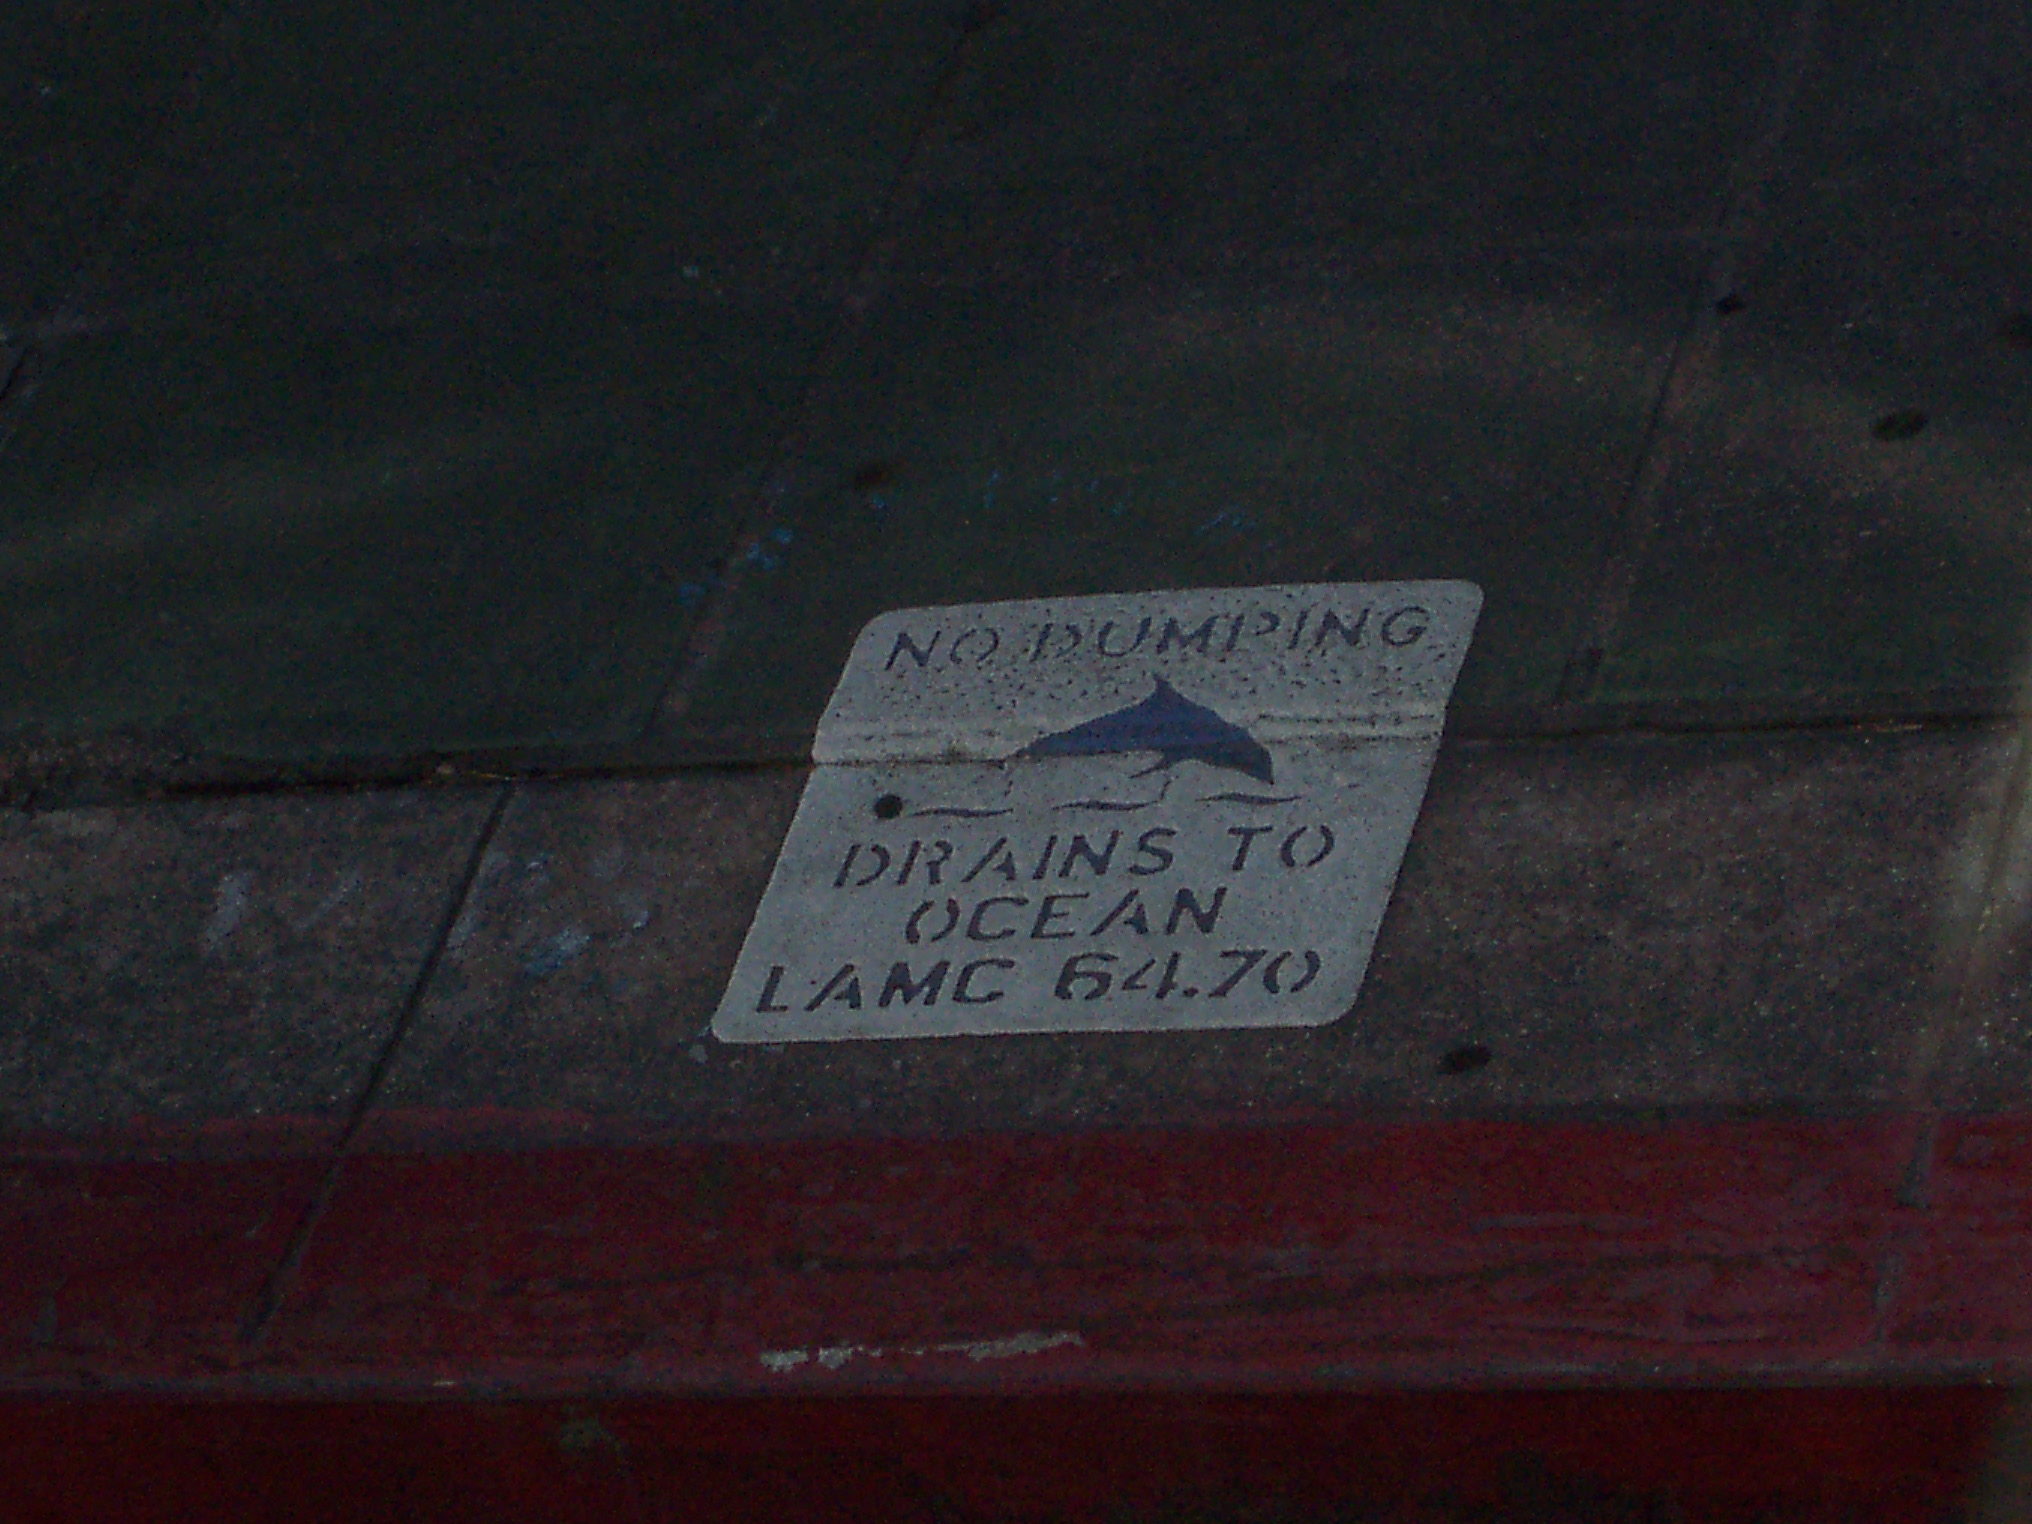 NO DUMPING
DRAINS TO
OCEAN
LAMC 64.70